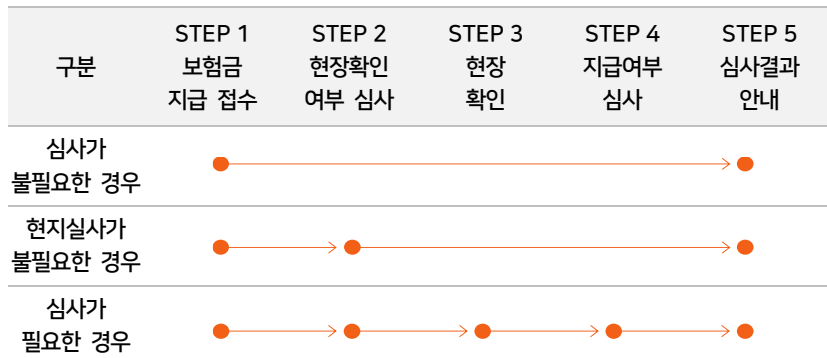 구분
STEP 1
보험금
지급 접수
STEP 2
현장확인
여부 심사
STEP 3
현장
확인
STEP 4
지급여부
심사
STEP 5
심사결과
안내
심사가
불필요한 경우
현지실사가
불필요한 경우
심사가
필요한 경우